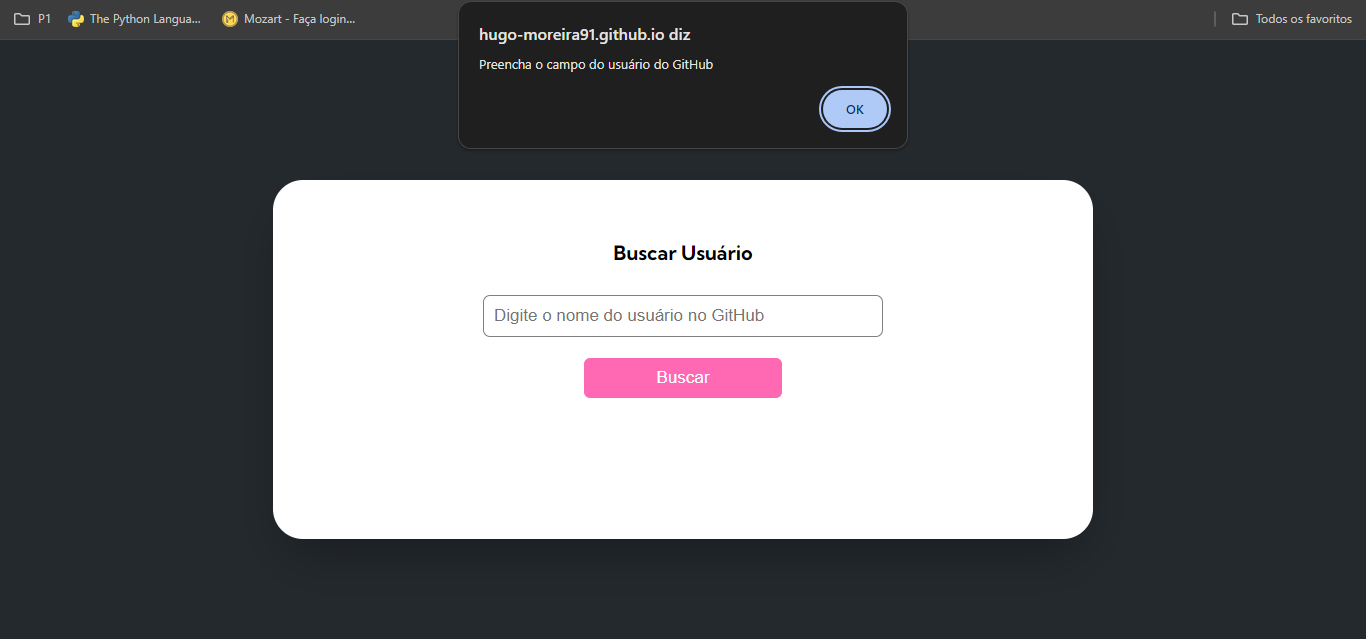 P1
The Python Langua...
Mozart - Faça login...
Todos os favoritos
hugo-moreira91.github.io diz
Preencha o campo do usuário do GitHub
OK
Buscar Usuário
Digite o nome do usuário no GitHub
Buscar